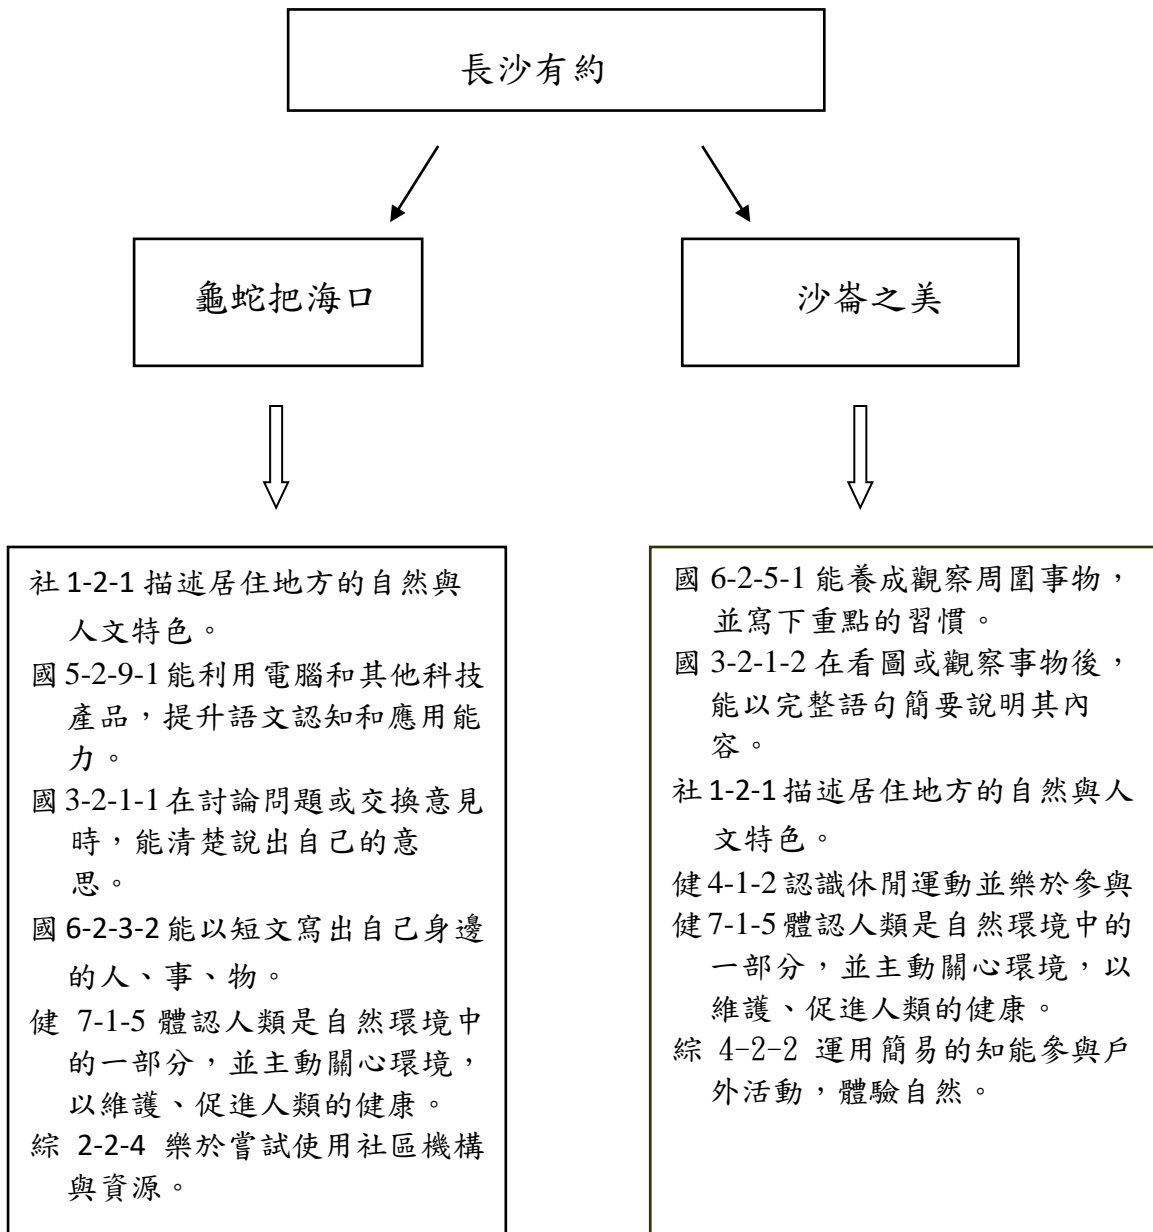 長沙有約
龜蛇把海口
沙崙之美
社 1-2-1 描述居住地方的自然與
人文特色。
國 5-2-9-1 能利用電腦和其他科技
產品，提升語文認知和應用能
力。
國 3-2-1-1 在討論問題或交換意見
時，能清楚說出自己的意
思。
國 6-2-3-2 能以短文寫出自己身邊
的人、事、物。
健 7-1-5 體認人類是自然環境中
的一部分，並主動關心環境，
以維護、促進人類的健康。
綜 2-2-4 樂於嘗試使用社區機構
與資源。
國 6-2-5-1 能養成觀察周圍事物，
並寫下重點的習慣。
國 3-2-1-2 在看圖或觀察事物後，
能以完整語句簡要說明其內
容。
社 1-2-1 描述居住地方的自然與人
文特色。
健 4-1-2 認識休閒運動並樂於參與
健 7-1-5 體認人類是自然環境中的
一部分，並主動關心環境，以
維護、促進人類的健康。
綜 4-2-2 運用簡易的知能參與戶
外活動，體驗自然。